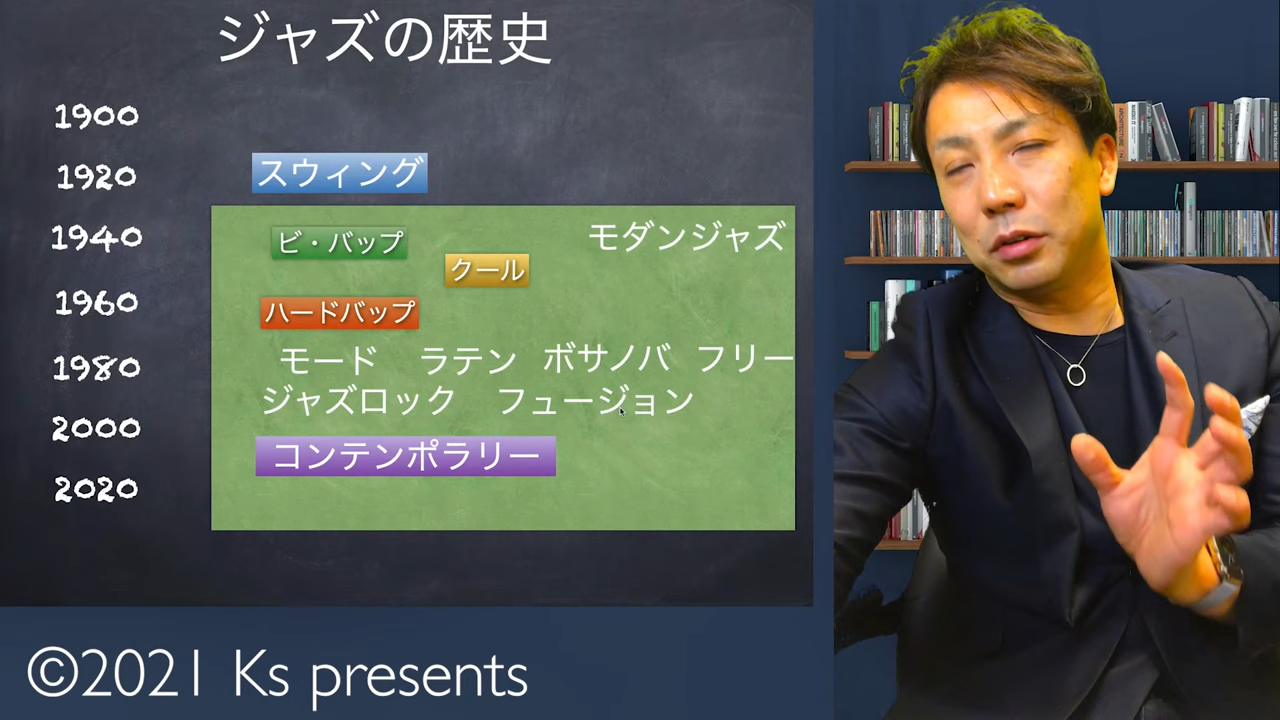 ジャズの歴史
1900
1920
スウィング
1940
ビ・バップ
モダンジャズ
クール
1960
ハードバップ
1980
モード ラテン ボサノバ フリー
ジャズロック フュージョン
2000
コンテンポラリー
2020
©2021 Ks presents